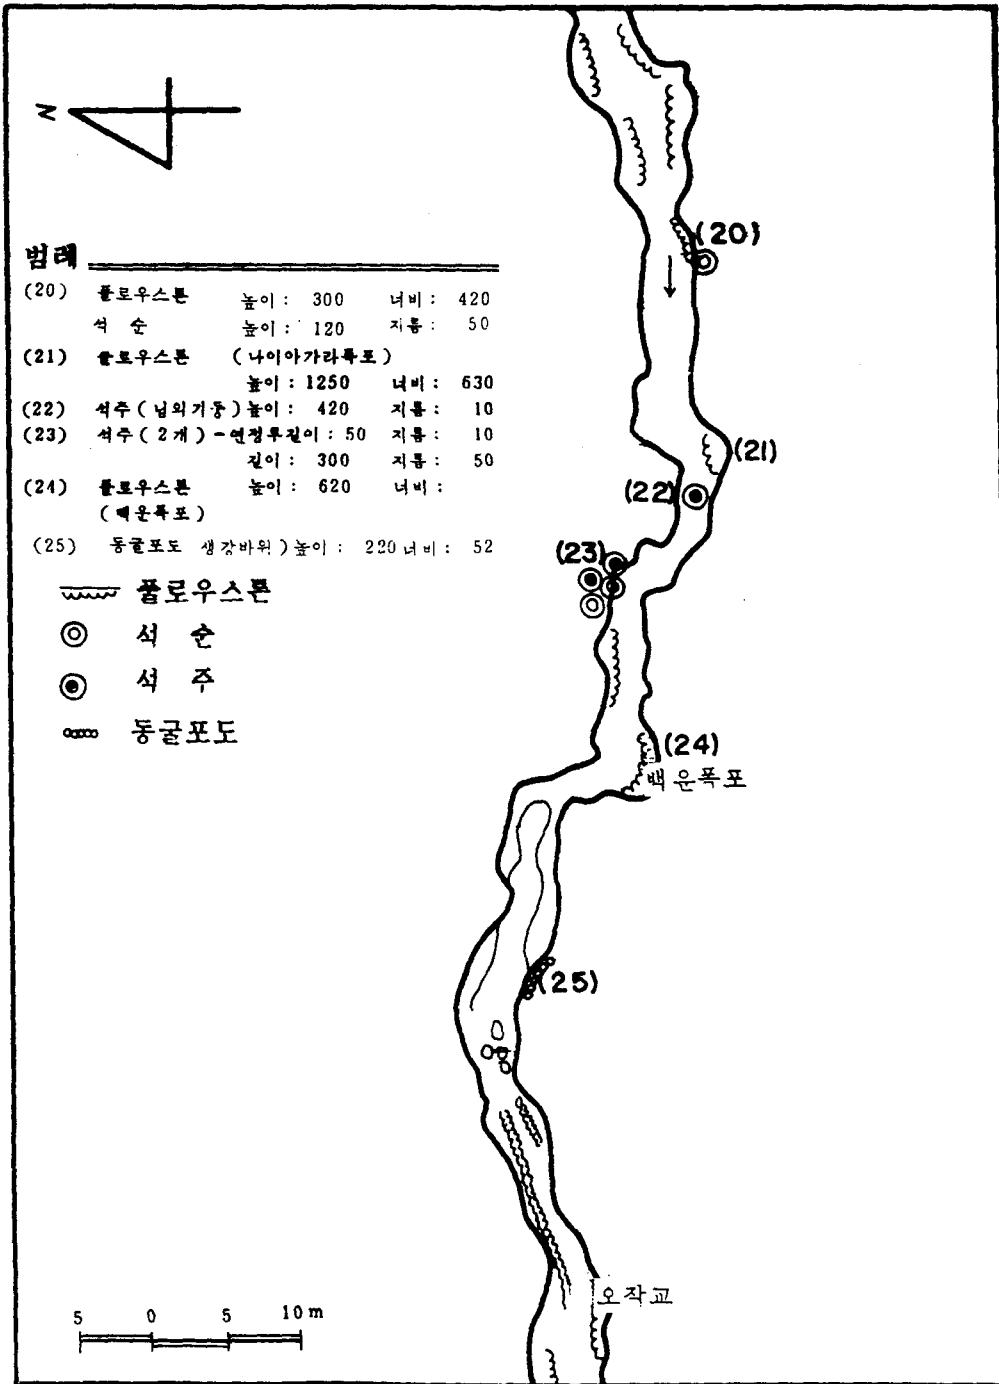 N
범례
(20) 플로우스톤 높이 : 300 너비 : 420
석 순 높이 : 120 지름 : 50
(21) 플로우스톤 (나이아가라폭포)
높이 : 1250 너비 : 630
(22) 석주 (님의기둥) 높이 : 420 지름 : 10
(23) 석주 (2개) - 연정루길이 : 50 지름 : 10
길이 : 300 지름 : 50
(24) 플로우스톤 높이 : 620 너비 :
(백운폭포)
(25) 동굴포도 생강바위) 높이 : 220 너비 : 52
플로우스톤
석 순
석 주
동굴포도
(20)
(21)
(22)
(23)
(24)
백운폭포
(25)
오작교
5 0 5 10 m